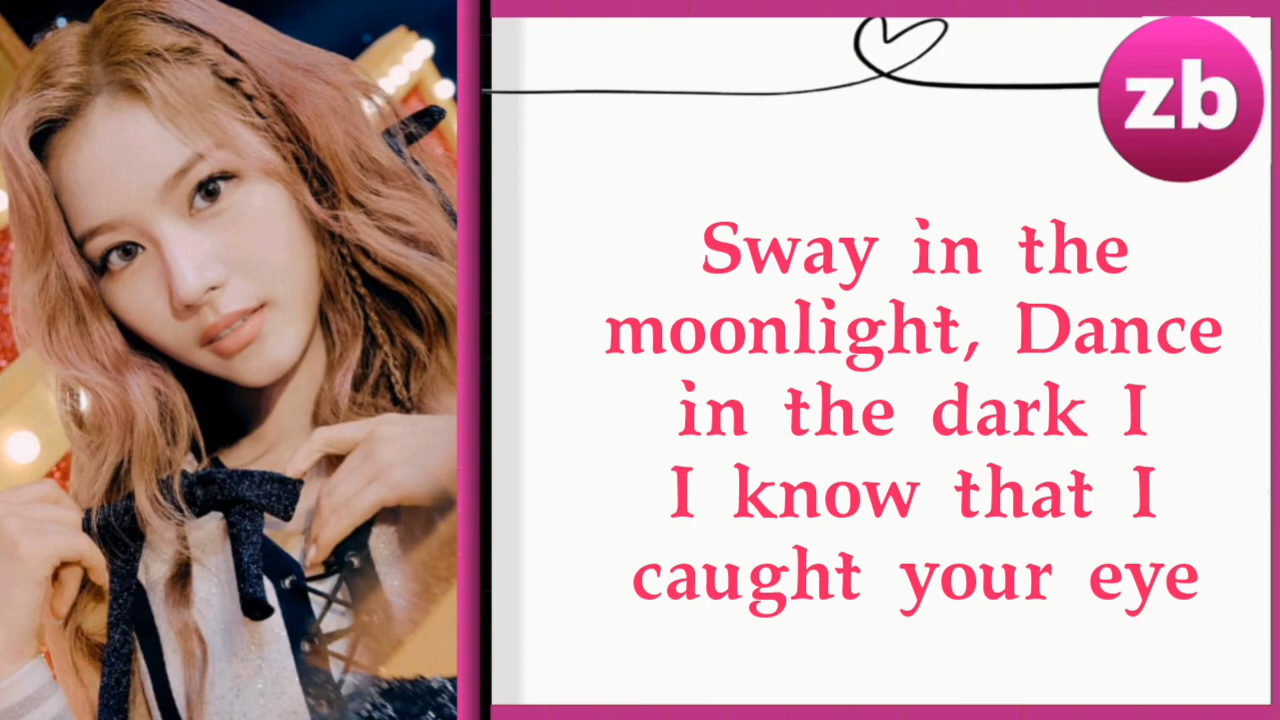 zb
Sway in the
moonlight, Dance
in the dark I
I know that I
caught your eye